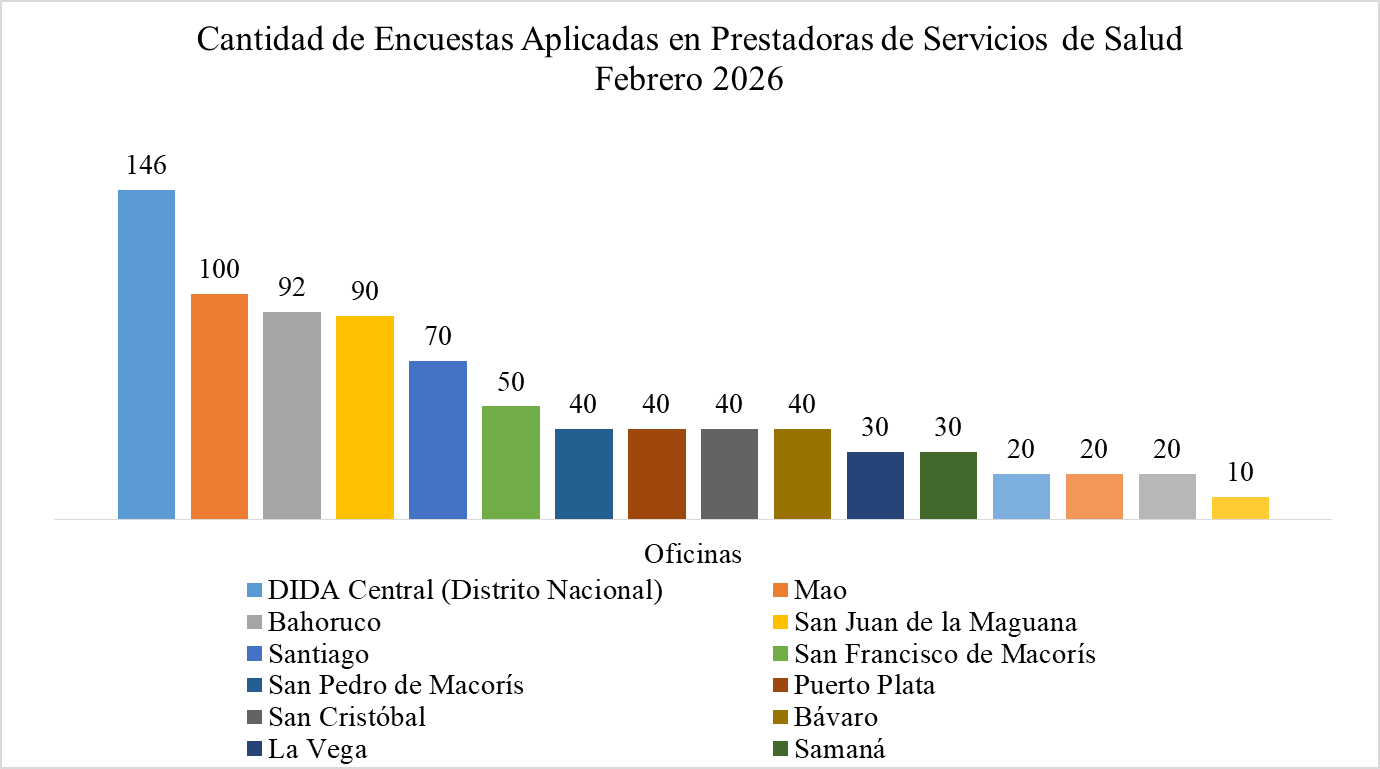 Cantidad de Encuestas Aplicadas en Prestadoras de Servicios de Salud
Febrero 2026
146
100
92
90
70
50
40
40
40
40
30
30
20
20
20
10
Oficinas
DIDA Central (Distrito Nacional)
Mao
Bahoruco
San Juan de la Maguana
Santiago
San Francisco de Macorís
San Pedro de Macorís
Puerto Plata
San Cristóbal
Bávaro
La Vega
Samaná